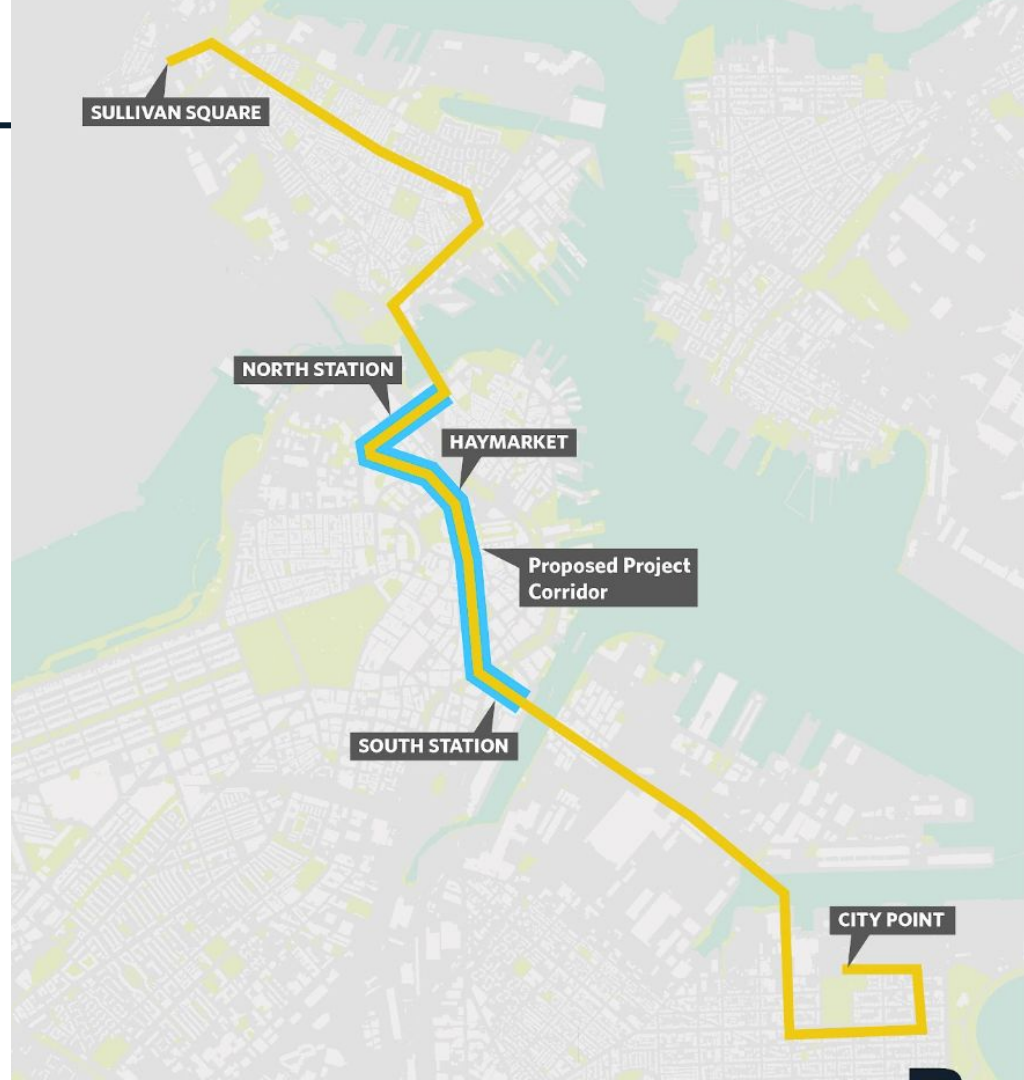 SULLIVAN SQUARE
NORTH STATION
HAYMARKET
Proposed Project
Corridor
SOUTH STATION
CITY POINT